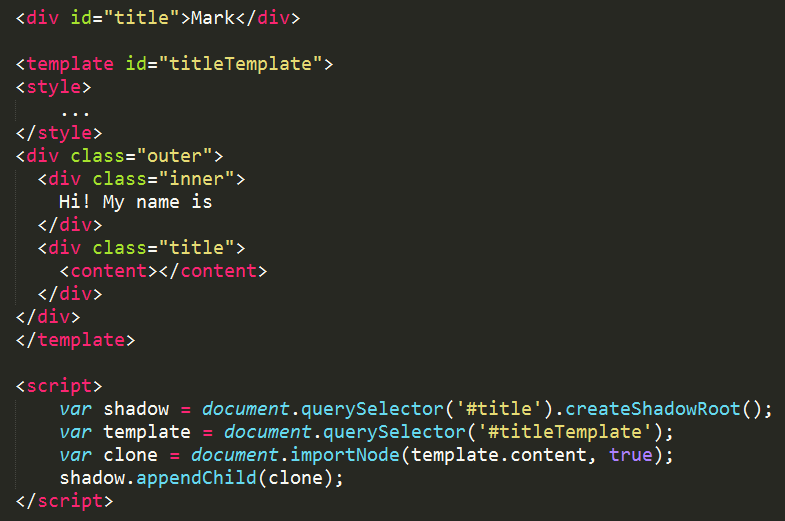 <div id="title">Mark</div>

<template id="titleTemplate">
<style>
    ...
</style>
<div class="outer">
  <div class="inner">
    Hi! My name is
  </div>
  <div class="title">
    <content></content>
  </div>
</div>
</template>

<script>
    var shadow = document.querySelector('#title').createShadowRoot();
    var template = document.querySelector('#titleTemplate');
    var clone = document.importNode(template.content, true);
    shadow.appendChild(clone);
</script>